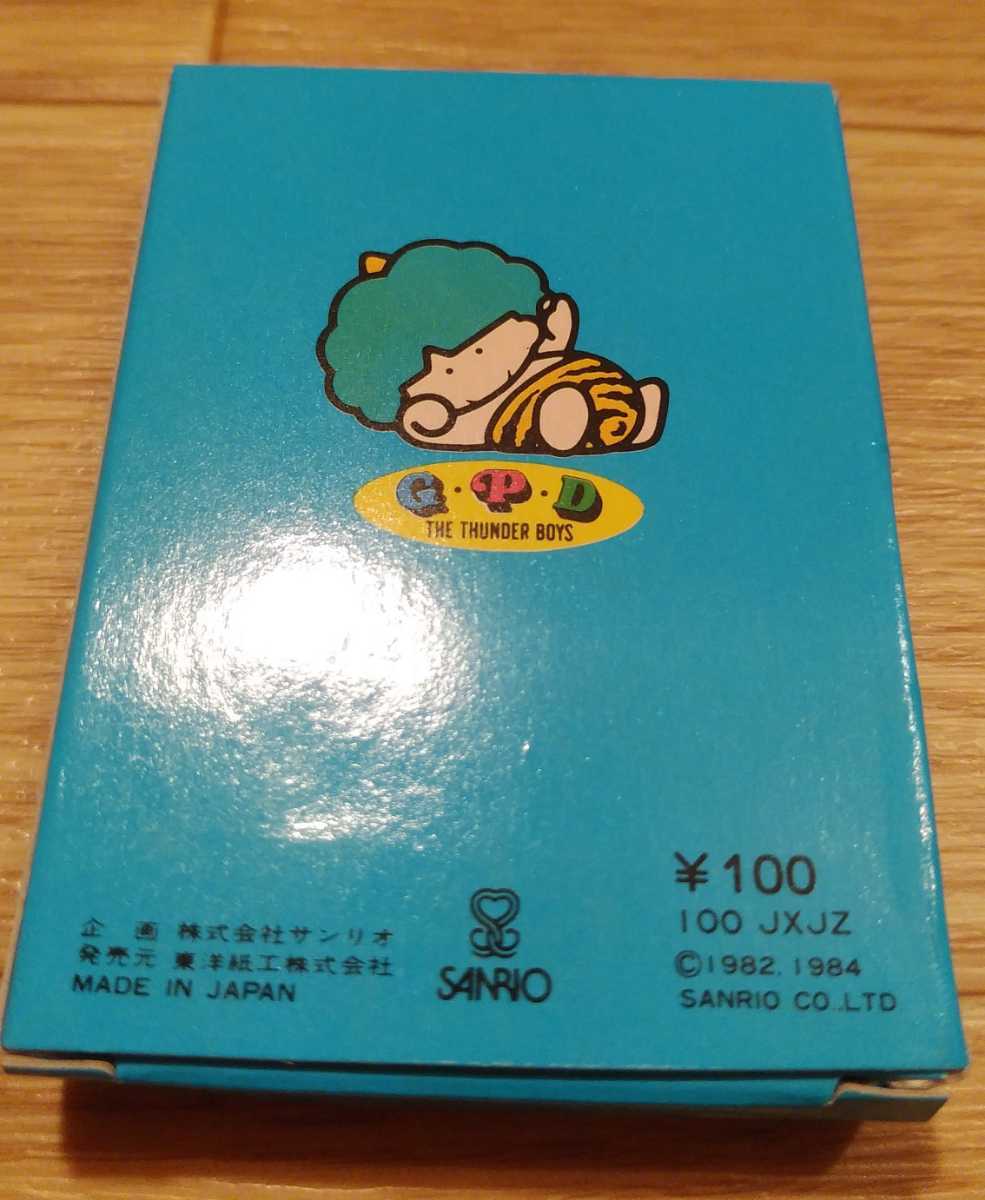 G・P・D
THE THUNDER BOYS
¥100
100 JXJZ
©1982, 1984
SANRIO CO.,LTD
企 画 株式会社サンリオ
発売元 東洋紙工株式会社
MADE IN JAPAN
SANRIO